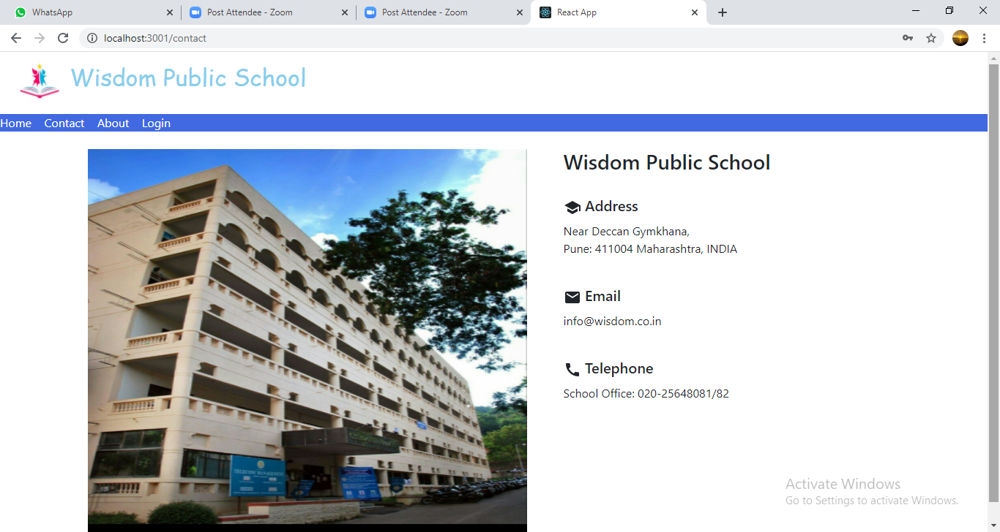 WhatsApp
Post Attendee - Zoom
Post Attendee - Zoom
React App
localhost:3001/contact
Wisdom Public School
Home Contact About Login
Wisdom Public School
Address
Near Deccan Gymkhana,
Pune: 411004 Maharashtra, INDIA
Email
info@wisdom.co.in
Telephone
School Office: 020-25648081/82
TELECOM MANAGEMENT
Activate Windows
Go to Settings to activate Windows.